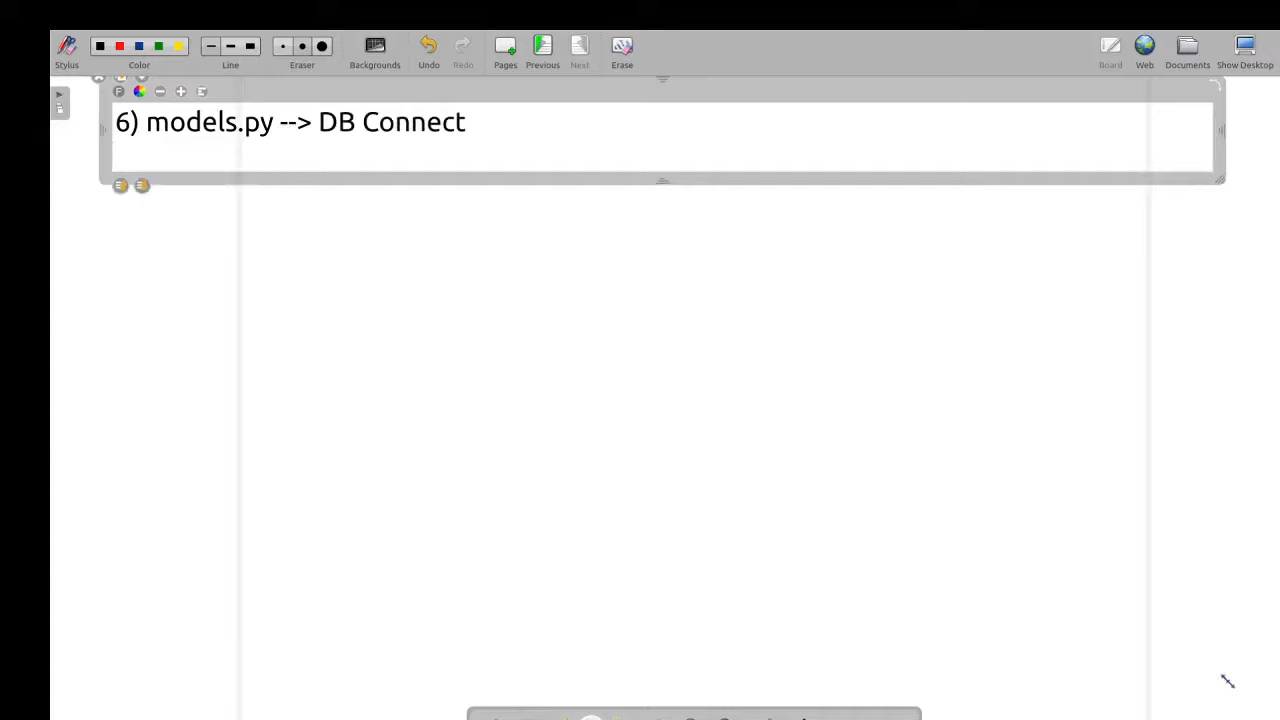 Stylus Color Line Eraser Backgrounds Undo Redo Pages Previous Next Erase Board Web Documents Show Desktop
6) models.py --> DB Connect